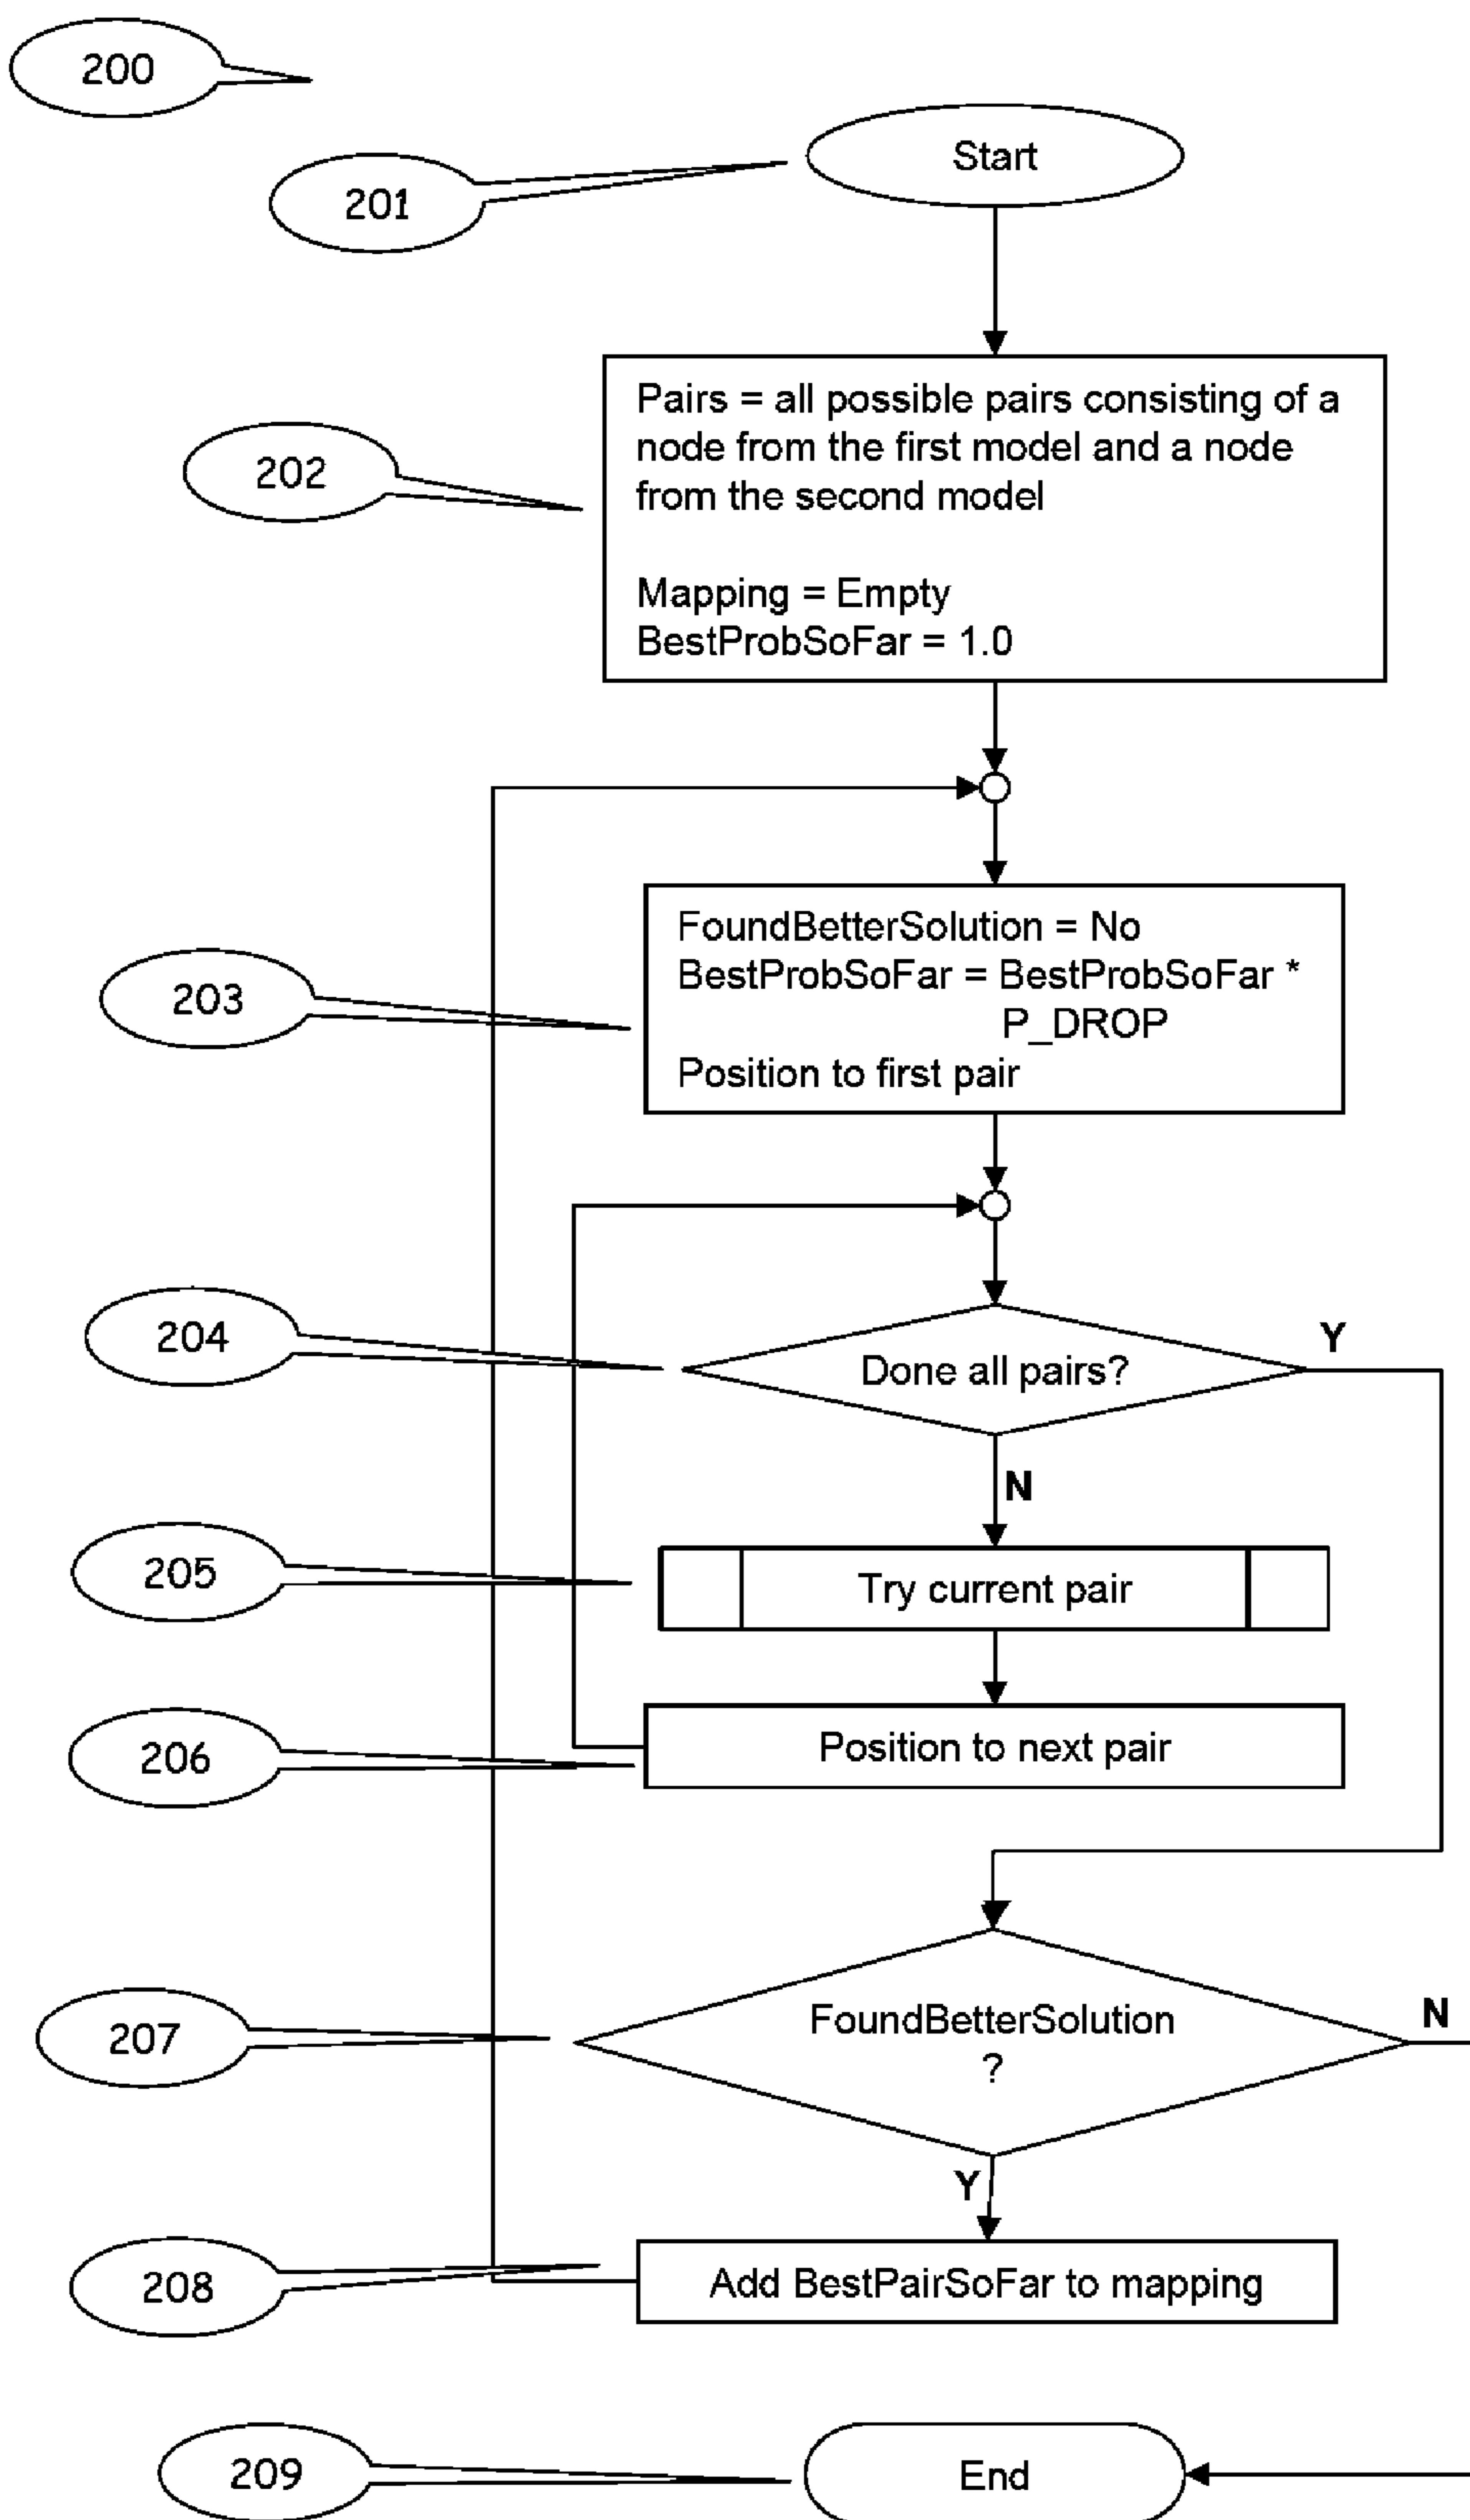 200
Start
201
Pairs = all possible pairs consisting of a
node from the first model and a node
from the second model
202
Mapping = Empty
BestProbSoFar = 1.0
FoundBetterSolution = No
BestProbSoFar = BestProbSoFar *
P_DROP
Position to first pair
203
204
Done all pairs?
Y
N
205
Try current pair
206
Position to next pair
207
FoundBetterSolution
?
N
Y
208
Add BestPairSoFar to mapping
209
End